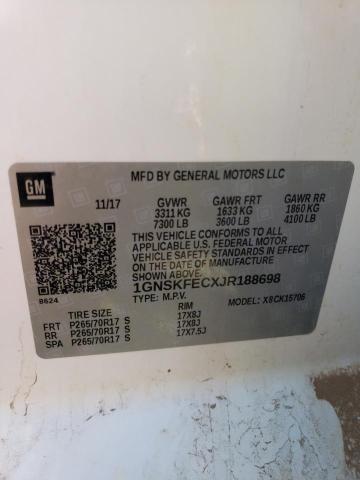 GM
MFD BY GENERAL MOTORS LLC
11/17 GVWR GAWR FRT GAWR RR
3311 KG 1633 KG 1860 KG
7300 LB 3600 LB 4100 LB
THIS VEHICLE CONFORMS TO ALL
APPLICABLE U.S. FEDERAL MOTOR
VEHICLE SAFETY STANDARDS IN EFFECT
ON THE DATE OF MANUFACTURE
SHOWN ABOVE.
1GNSKFECXJR188698
8624 TYPE: M.P.V. MODEL: X8CK15706
TIRE SIZE RIM
FRT P265/70R17 S 17X8J
RR P265/70R17 S 17X8J
SPA P265/70R17 S 17X7.5J